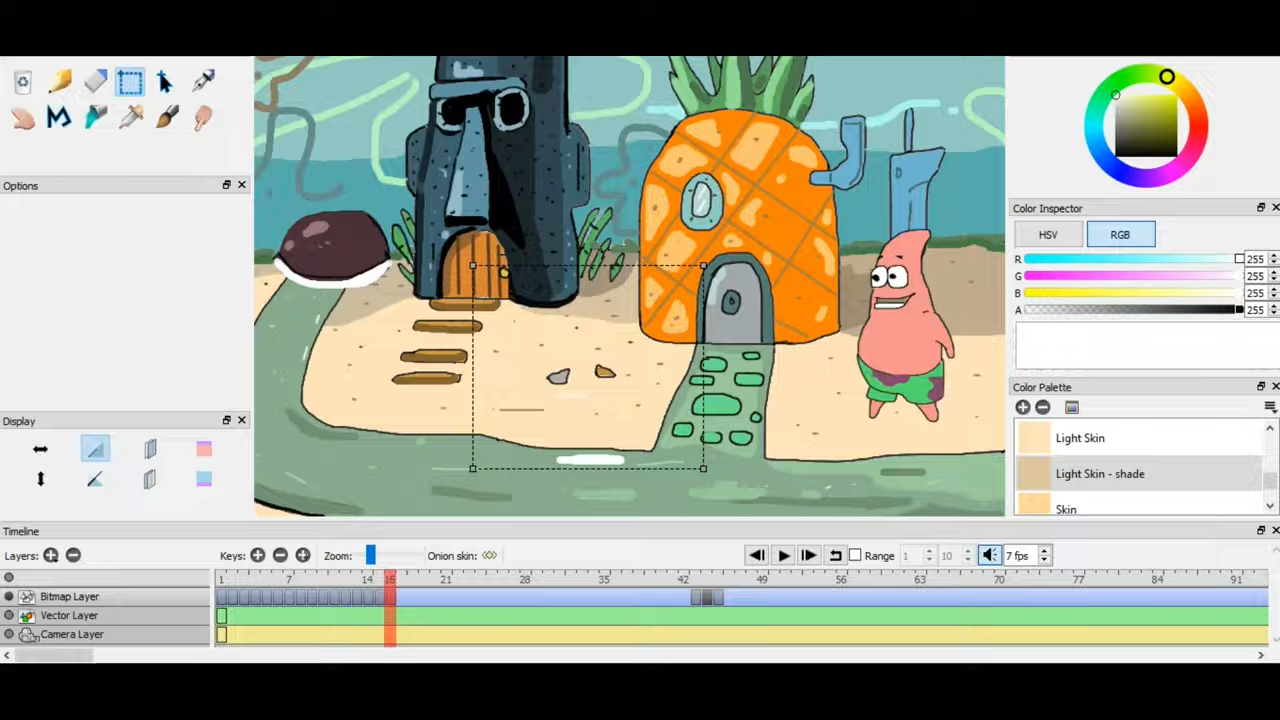 Options
Color Inspector
HSV RGB
R 255
G 255
B 255
A 255
Color Palette
Light Skin
Light Skin - shade
Skin
Display
Timeline
Layers: Keys: Zoom: Onion skin: Range 1 10 7 fps
1 7 14 16 21 28 35 42 49 56 63 70 77 84 91
Bitmap Layer
Vector Layer
Camera Layer